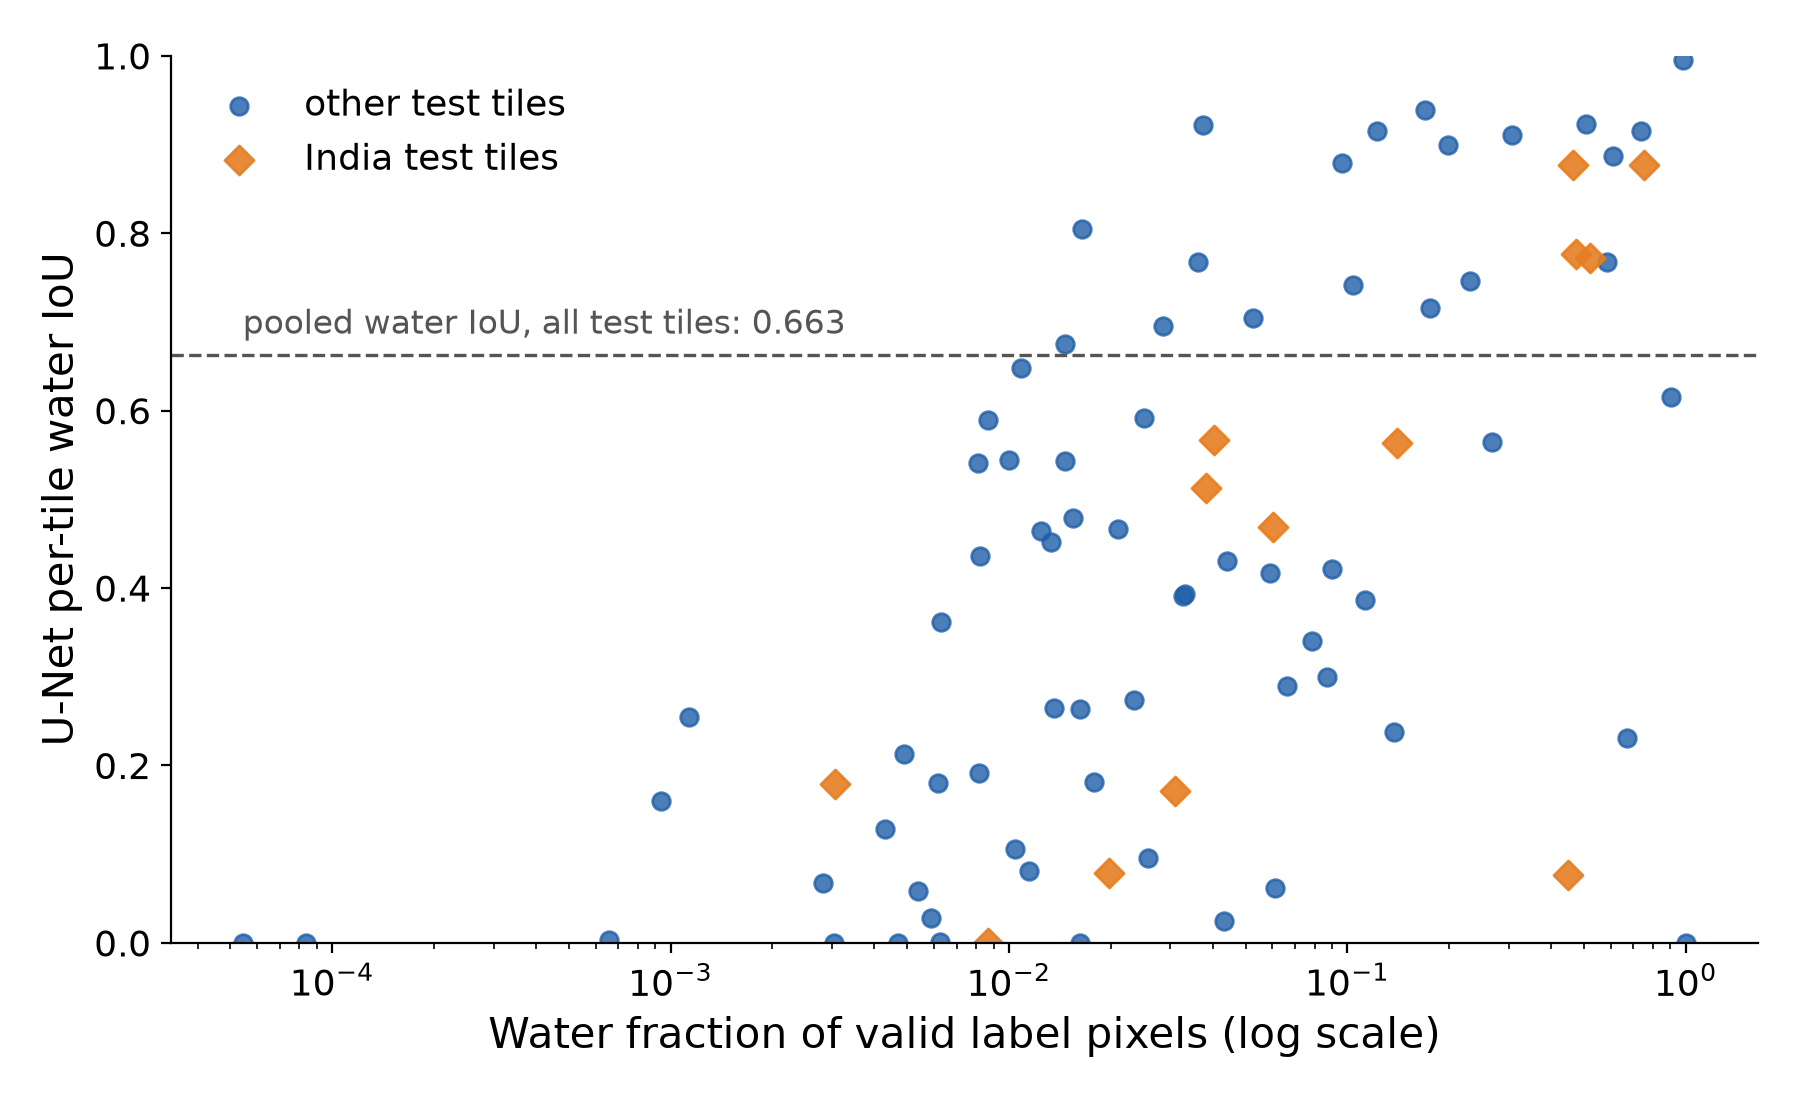 1.0
other test tiles
India test tiles
0.8
pooled water IoU, all test tiles: 0.663
0.6
0.4
0.2
0.0
U-Net per-tile water IoU
10⁻⁴ 10⁻³ 10⁻² 10⁻¹ 10⁰
Water fraction of valid label pixels (log scale)